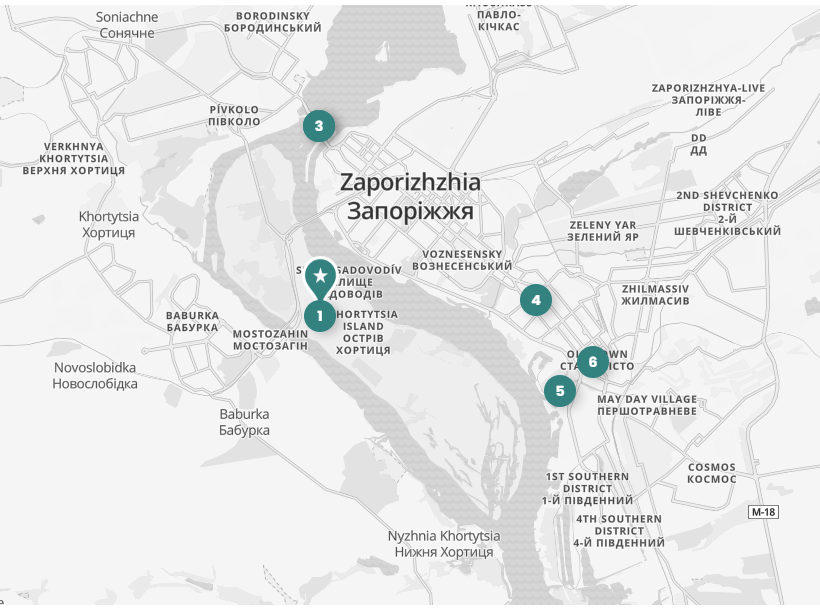 Soniachne
Сонячне
BORODINSKY
БОРОДИНСЬКИЙ
ПАВЛО-
КІЧКАС
PÍVKOLO
ПІВКОЛО
3
ZAPORIZHZHYA-LIVE
ЗАПОРІЖЖЯ-
ЛІВЕ
DD
ДД
VERKHNYA
KHORTYTSIA
ВЕРХНЯ ХОРТИЦЯ
Zaporizhzhia
Запоріжжя
2ND SHEVCHENKO
DISTRICT
2-Й
ШЕВЧЕНКІВСЬКИЙ
Khortytsia
Хортиця
ZELENY YAR
ЗЕЛЕНИЙ ЯР
VOZNESENSKY
ВОЗНЕСЕНСЬКИЙ
ZHILMASSIV
ЖИЛМАСИВ
4
1
HORTYTSIA
ISLAND
ОСТРІВ
ХОРТИЦЯ
BABURKA
БАБУРКА
MOSTOZAHIN
МОСТОЗАГІН
6
5
Novoslobidka
Новослобідка
MAY DAY VILLAGE
ПЕРШОТРАВНЕВЕ
Baburka
Бабурка
COSMOS
КОСМОС
1ST SOUTHERN
DISTRICT
1-Й ПІВДЕННИЙ
M-18
4TH SOUTHERN
DISTRICT
4-Й ПІВДЕННИЙ
Nyzhnia Khortytsia
Нижня Хортиця